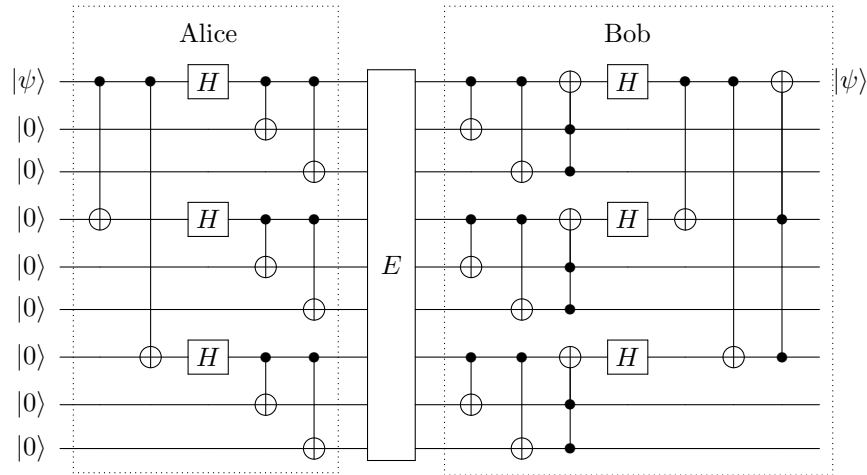 Alice Bob
|ψ⟩ H |ψ⟩
|0⟩
|0⟩
|0⟩ H H
|0⟩ E
|0⟩
|0⟩ H H
|0⟩
|0⟩